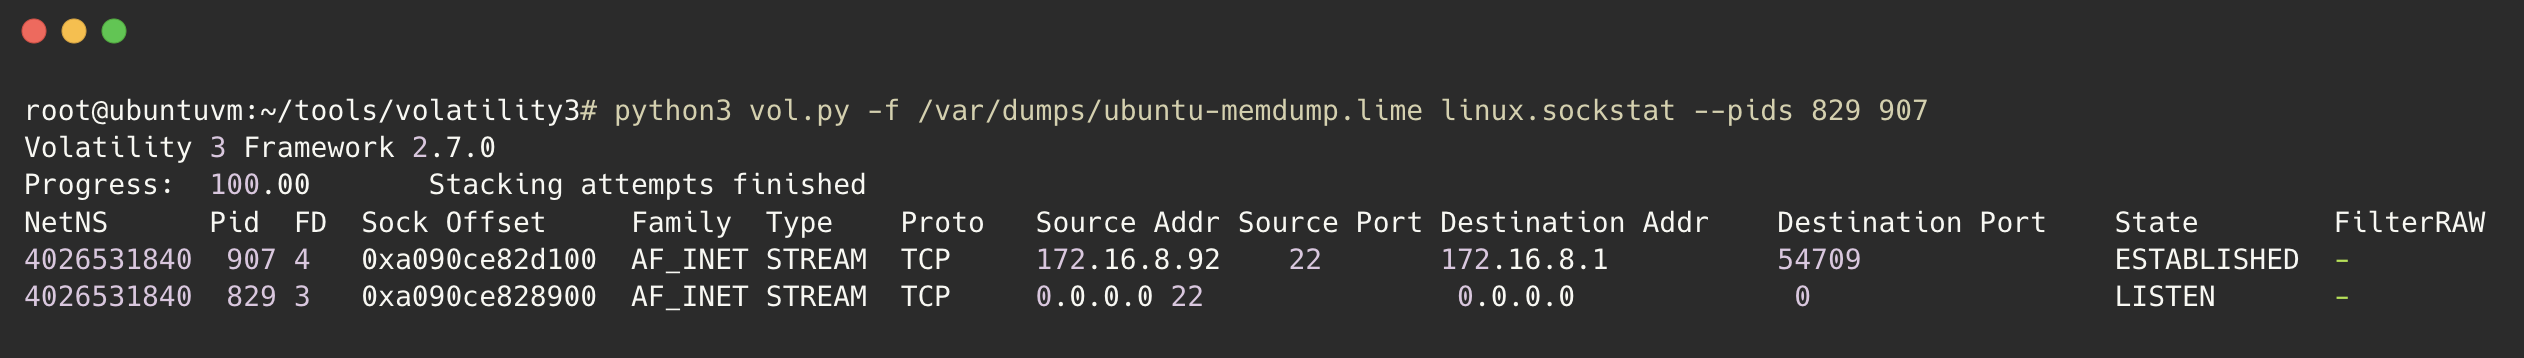 root@ubuntuvm:~/tools/volatility3# python3 vol.py -f /var/dumps/ubuntu-memdump.lime linux.sockstat --pids 829 907
Volatility 3 Framework 2.7.0
Progress:  100.00       Stacking attempts finished
NetNS      Pid  FD  Sock Offset     Family  Type    Proto   Source Addr Source Port Destination Addr    Destination Port    State       FilterRAW
4026531840  907 4   0xa090ce82d100  AF_INET STREAM  TCP     172.16.8.92    22       172.16.8.1          54709               ESTABLISHED  -
4026531840  829 3   0xa090ce828900  AF_INET STREAM  TCP     0.0.0.0 22               0.0.0.0             0                  LISTEN       -